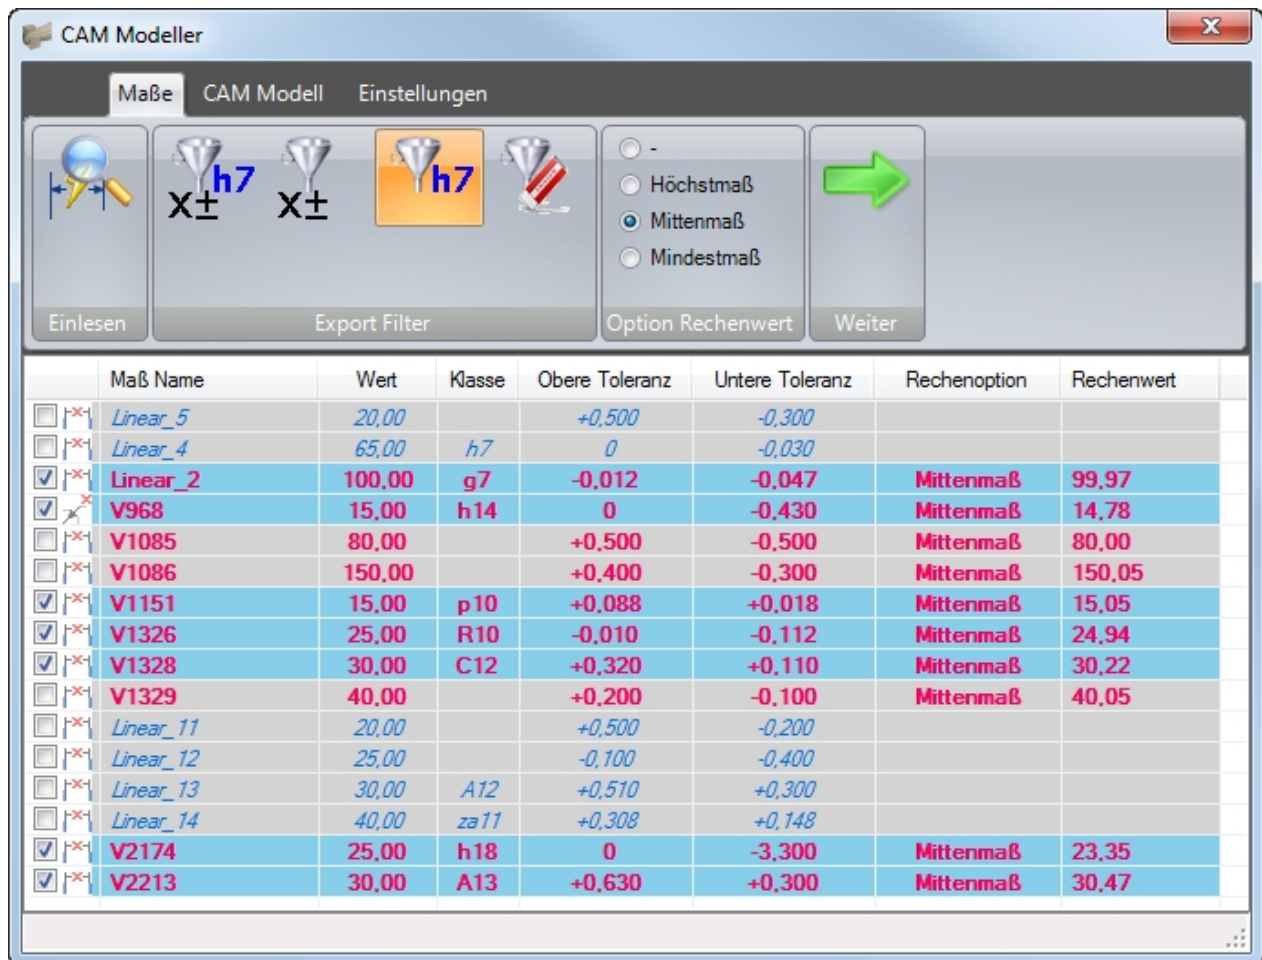 CAM Modeller
x
Maße CAM Modell Einstellungen
h7 x± x± h7
-
Höchstmaß
Mittenmaß
Mindestmaß
Einlesen Export Filter Option Rechenwert Weiter
Maß Name Wert Klasse Obere Toleranz Untere Toleranz Rechenoption Rechenwert
Linear_5 20,00 +0,500 -0,300
Linear_4 65,00 h7 0 -0,030
Linear_2 100,00 g7 -0,012 -0,047 Mittenmaß 99,97
V968 15,00 h14 0 -0,430 Mittenmaß 14,78
V1085 80,00 +0,500 -0,500 Mittenmaß 80,00
V1086 150,00 +0,400 -0,300 Mittenmaß 150,05
V1151 15,00 p10 +0,088 +0,018 Mittenmaß 15,05
V1326 25,00 R10 -0,010 -0,112 Mittenmaß 24,94
V1328 30,00 C12 +0,320 +0,110 Mittenmaß 30,22
V1329 40,00 +0,200 -0,100 Mittenmaß 40,05
Linear_11 20,00 +0,500 -0,200
Linear_12 25,00 -0,100 -0,400
Linear_13 30,00 A12 +0,510 +0,300
Linear_14 40,00 za11 +0,308 +0,148
V2174 25,00 h18 0 -3,300 Mittenmaß 23,35
V2213 30,00 A13 +0,630 +0,300 Mittenmaß 30,47